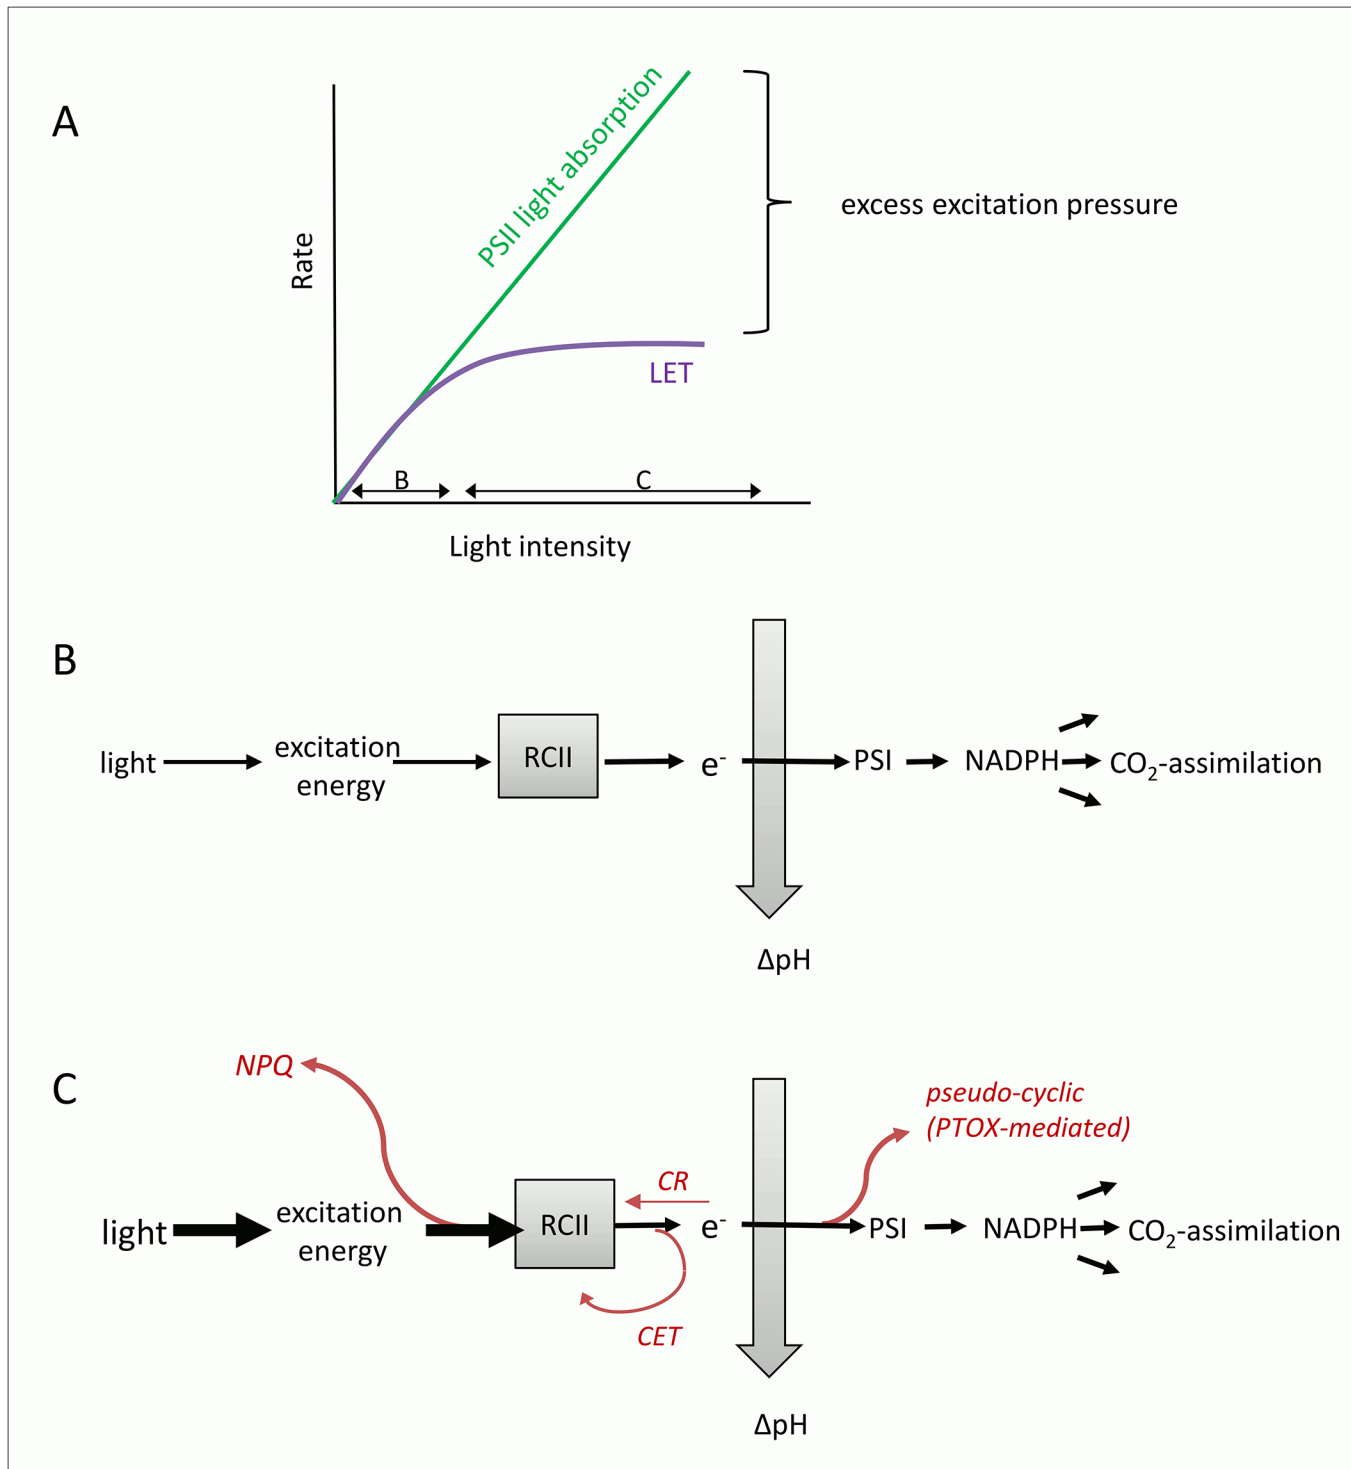 A
Rate
PSII light absorption
excess excitation pressure
LET
B
C
Light intensity
B
light
excitation
energy
RCII
e⁻
PSI
NADPH
CO₂-assimilation
ΔpH
C
NPQ
pseudo-cyclic
(PTOX-mediated)
CR
light
excitation
energy
RCII
e⁻
PSI
NADPH
CO₂-assimilation
CET
ΔpH